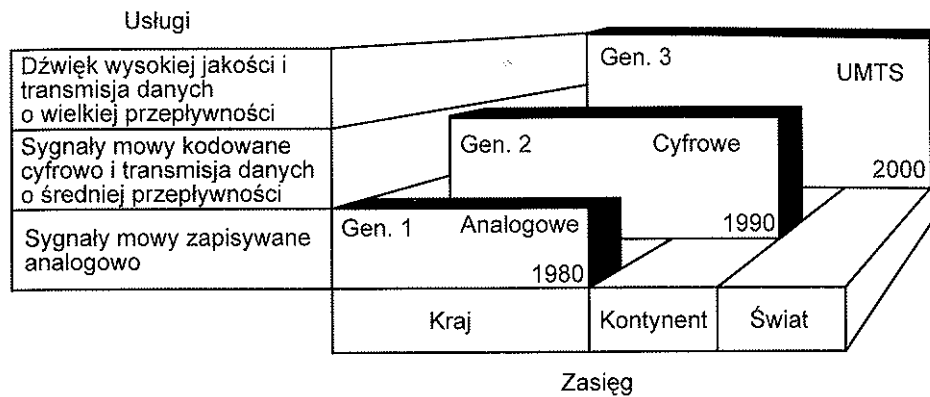 Usługi
Dźwięk wysokiej jakości i
transmisja danych
o wielkiej przepływności
Sygnały mowy kodowane
cyfrowo i transmisja danych
o średniej przepływności
Sygnały mowy zapisywane
analogowo
Gen. 3
UMTS
2000
Gen. 2 Cyfrowe
1990
Gen. 1 Analogowe
1980
Kraj Kontynent Świat
Zasięg